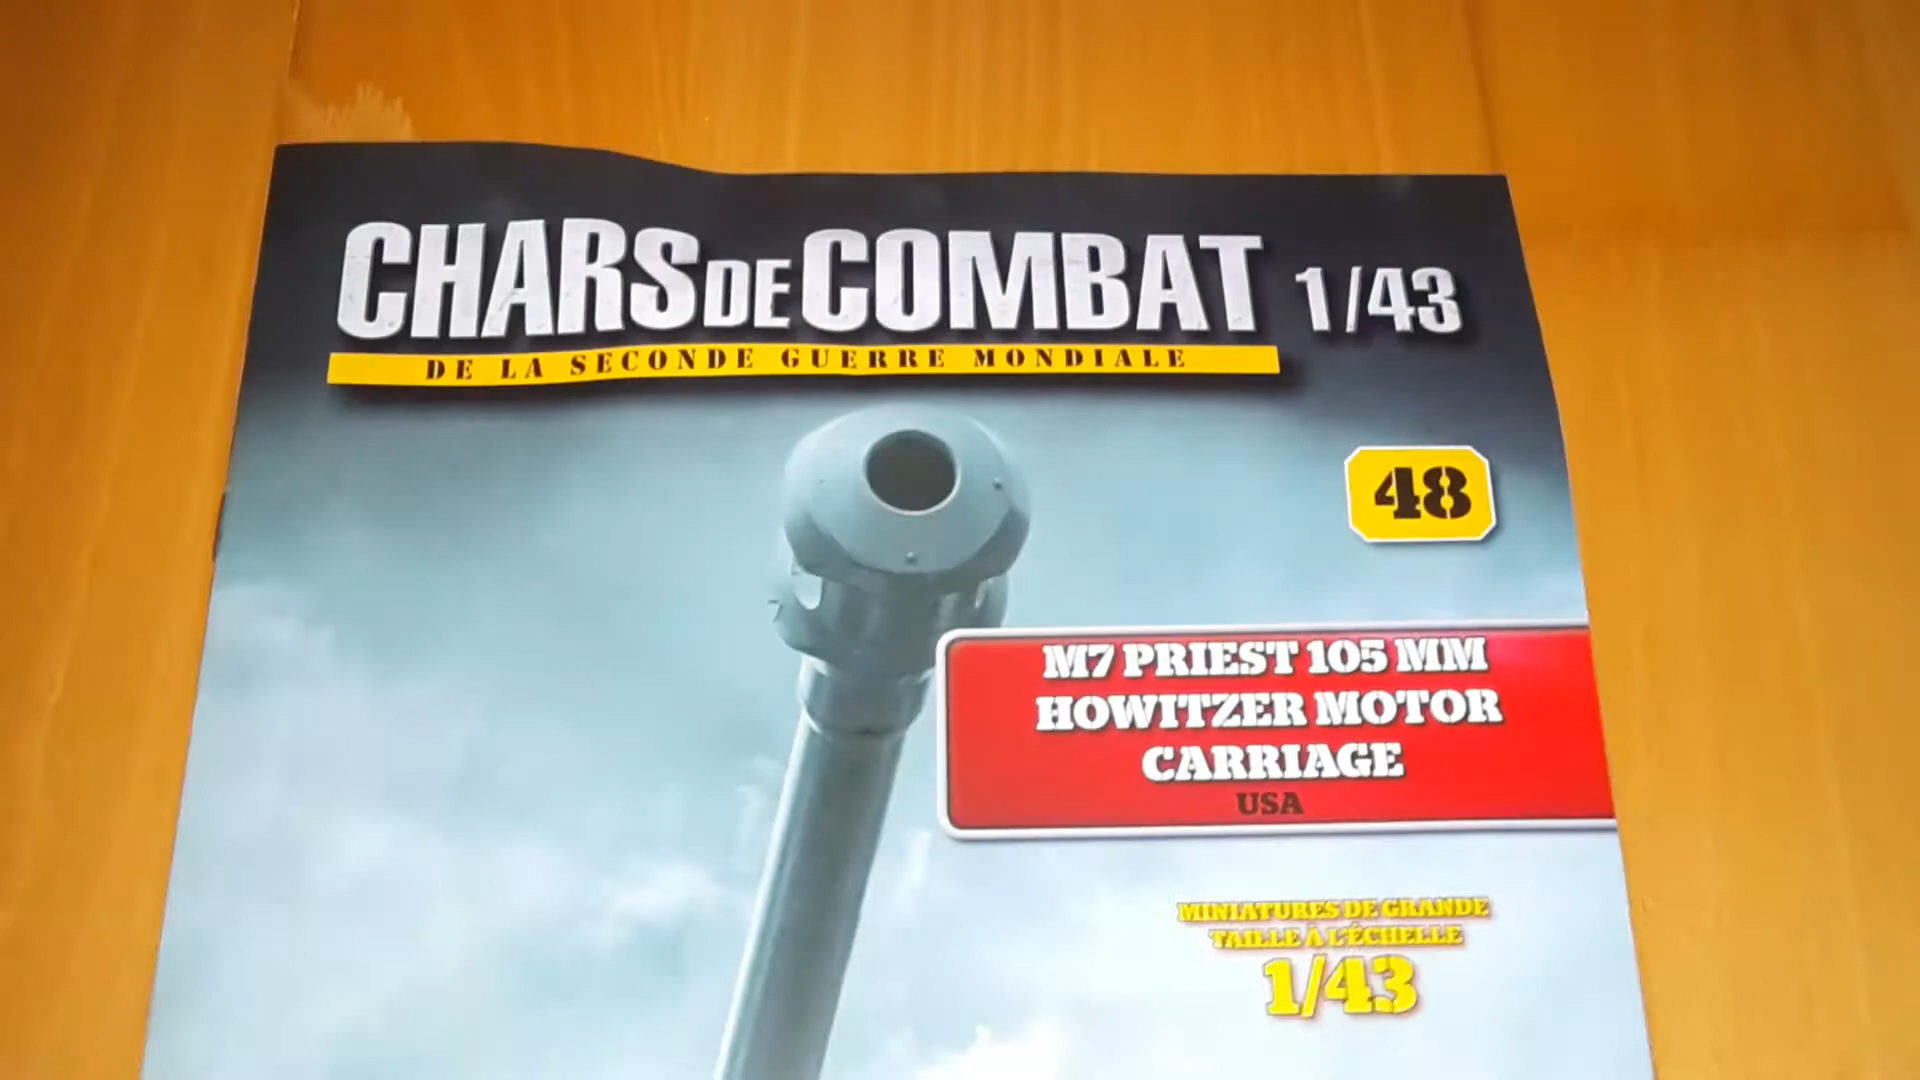 CHARS DE COMBAT 1/43
DE LA SECONDE GUERRE MONDIALE
48
M7 PRIEST 105 MM
HOWITZER MOTOR
CARRIAGE
USA
MINIATURES DE GRANDE
TAILLE À L'ÉCHELLE
1/43